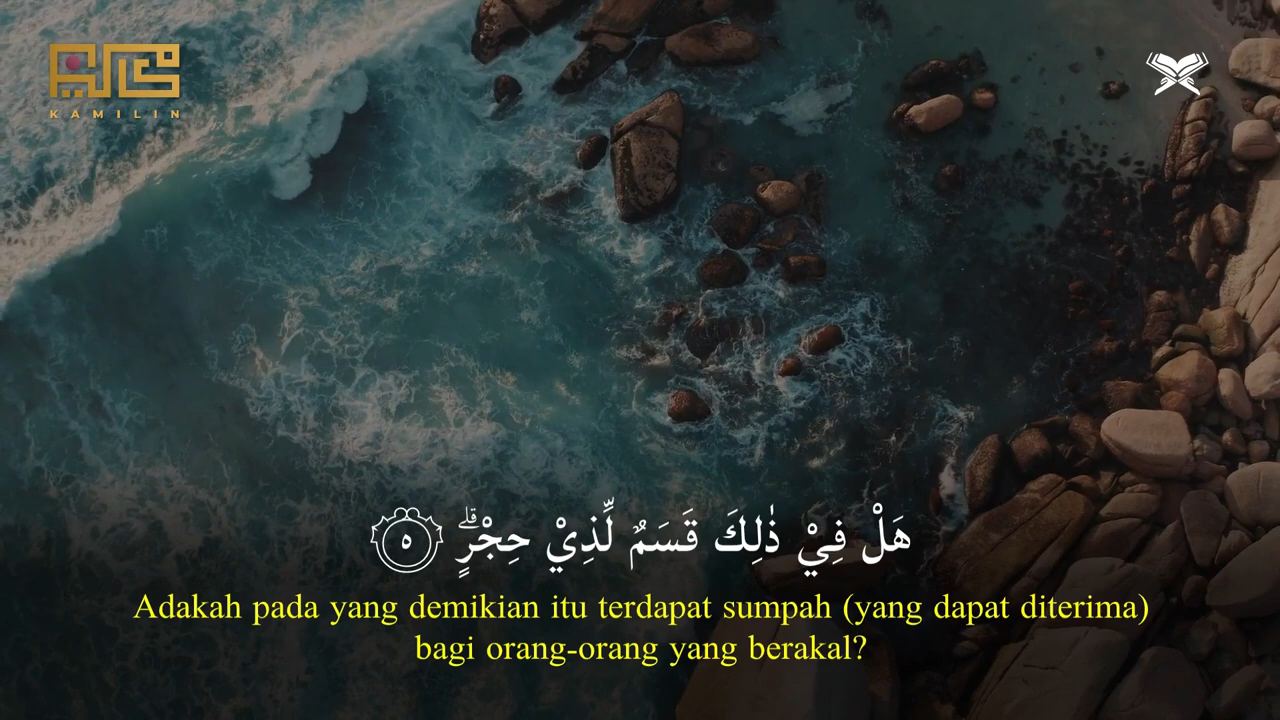 KAMILIN
هَلْ فِيْ ذٰلِكَ قَسَمٌ لِّذِيْ حِجْرٍۗ ٥
Adakah pada yang demikian itu terdapat sumpah (yang dapat diterima)
bagi orang-orang yang berakal?